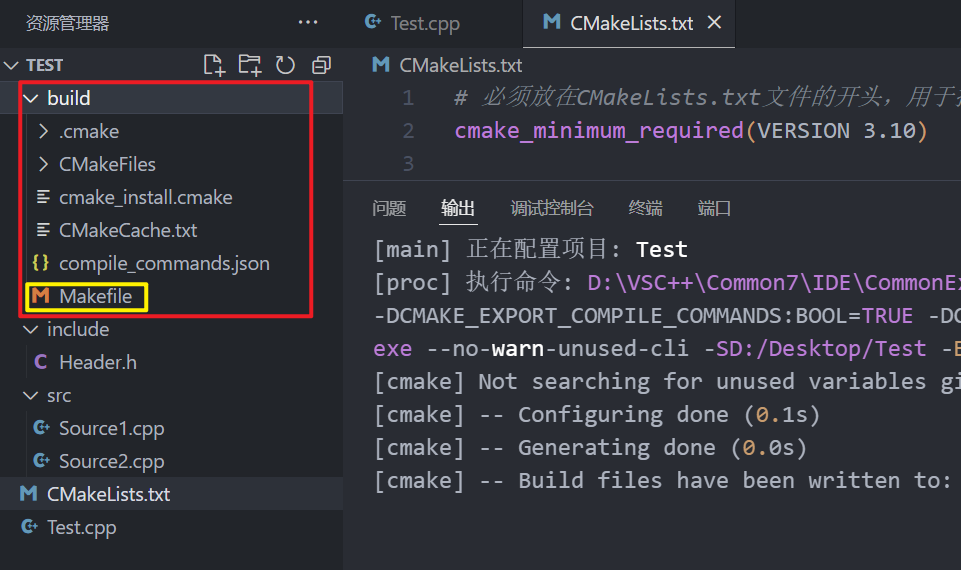 资源管理器
TEST
build
.cmake
CMakeFiles
cmake_install.cmake
CMakeCache.txt
compile_commands.json
Makefile
include
Header.h
src
Source1.cpp
Source2.cpp
CMakeLists.txt
Test.cpp
Test.cpp
CMakeLists.txt
CMakeLists.txt
1 # 必须放在CMakeLists.txt文件的开头，用于
2 cmake_minimum_required(VERSION 3.10)
3
问题 输出 调试控制台 终端 端口
[main] 正在配置项目: Test
[proc] 执行命令: D:\VSC++\Common7\IDE\CommonEx
-DCMAKE_EXPORT_COMPILE_COMMANDS:BOOL=TRUE -DC
exe --no-warn-unused-cli -SD:/Desktop/Test -B
[cmake] Not searching for unused variables gi
[cmake] -- Configuring done (0.1s)
[cmake] -- Generating done (0.0s)
[cmake] -- Build files have been written to: